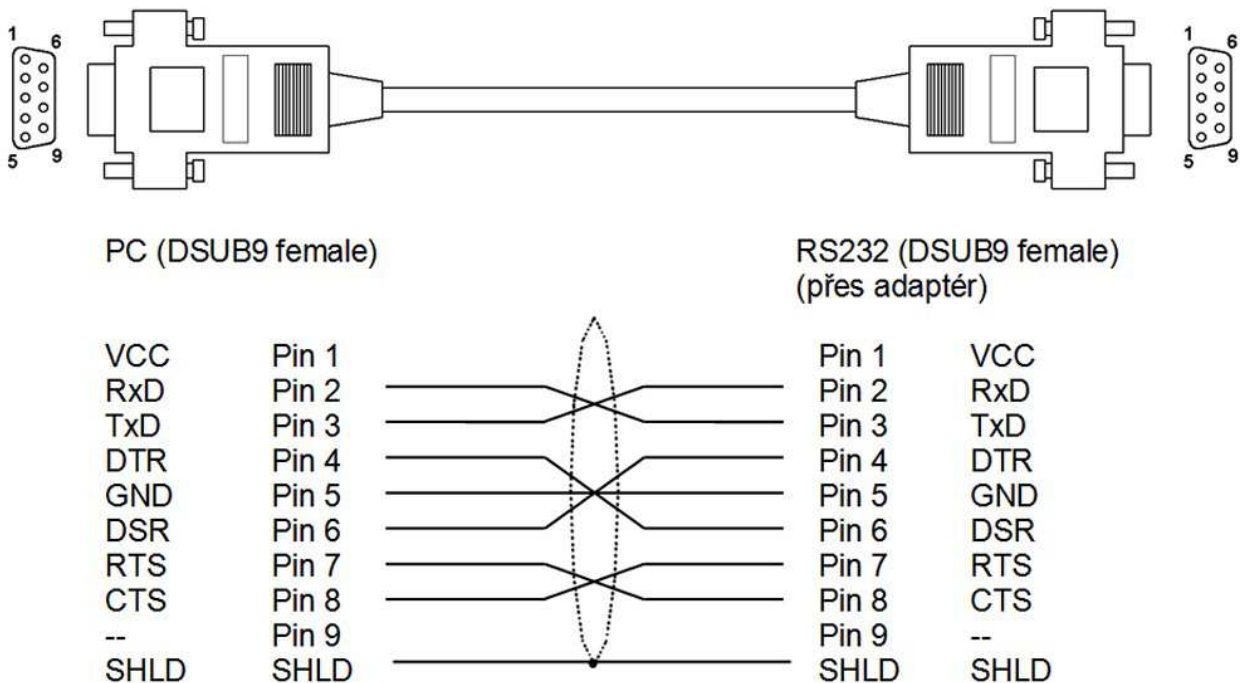 1 6
5 9
1 6
5 9
PC (DSUB9 female)
RS232 (DSUB9 female)
(přes adaptér)
VCC Pin 1 Pin 1 VCC
RxD Pin 2 Pin 2 RxD
TxD Pin 3 Pin 3 TxD
DTR Pin 4 Pin 4 DTR
GND Pin 5 Pin 5 GND
DSR Pin 6 Pin 6 DSR
RTS Pin 7 Pin 7 RTS
CTS Pin 8 Pin 8 CTS
-- Pin 9 Pin 9 --
SHLD SHLD SHLD SHLD